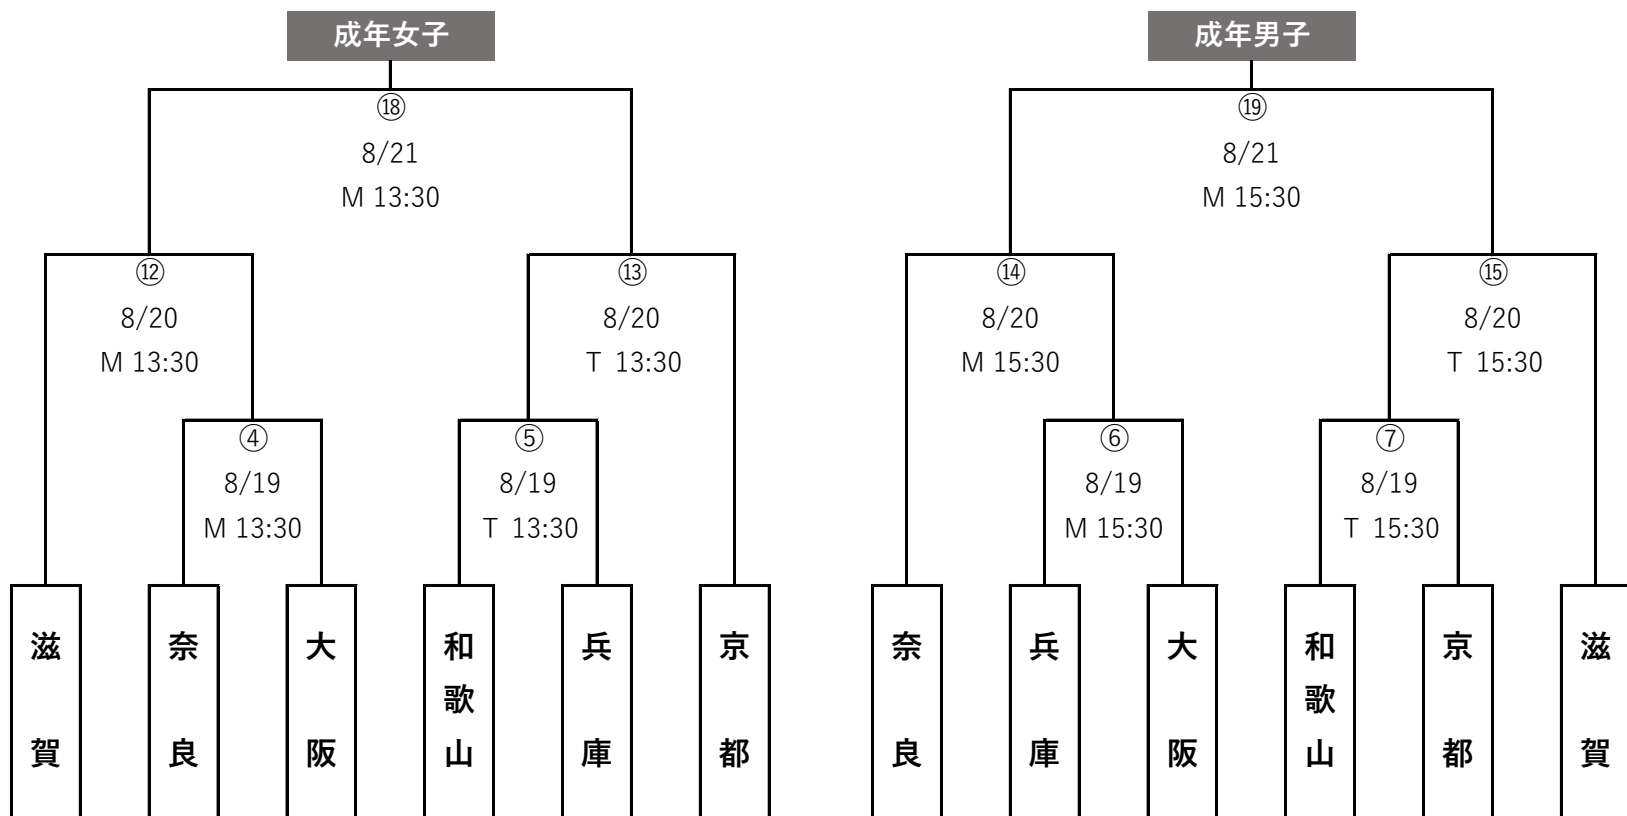 成年女子
⑱
8/21
M 13:30
⑫
8/20
M 13:30
⑬
8/20
T 13:30
④
8/19
M 13:30
⑤
8/19
T 13:30
滋賀
奈良
大阪
和歌山
兵庫
京都
成年男子
⑲
8/21
M 15:30
⑭
8/20
M 15:30
⑮
8/20
T 15:30
⑥
8/19
M 15:30
⑦
8/19
T 15:30
奈良
兵庫
大阪
和歌山
京都
滋賀